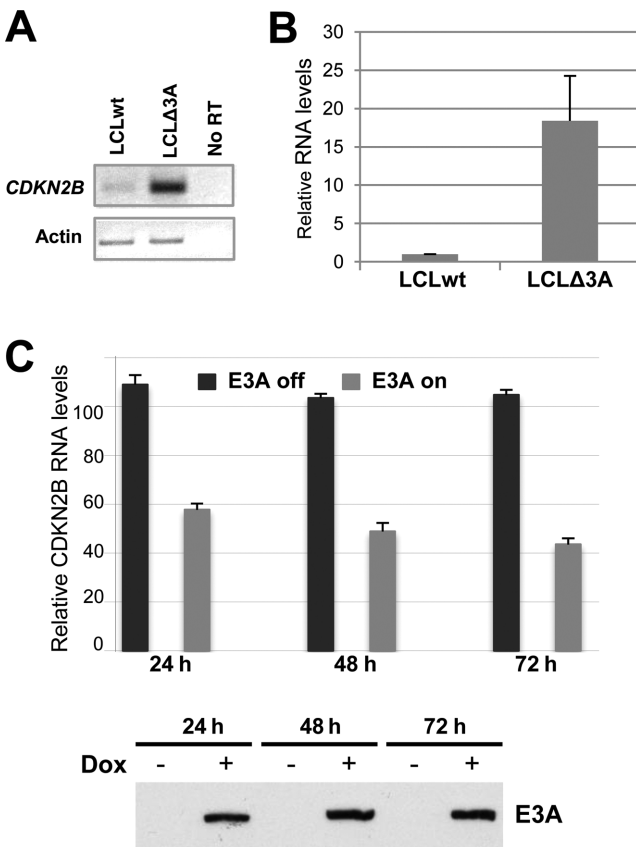 A
LCLwt
LCLΔ3A
No RT
CDKN2B
Actin
B
Relative RNA levels
30
25
20
15
10
5
0
LCLwt LCLΔ3A
C
E3A off E3A on
Relative CDKN2B RNA levels
100
80
60
40
20
0
24 h 48 h 72 h
24 h 48 h 72 h
Dox - + - + - +
E3A